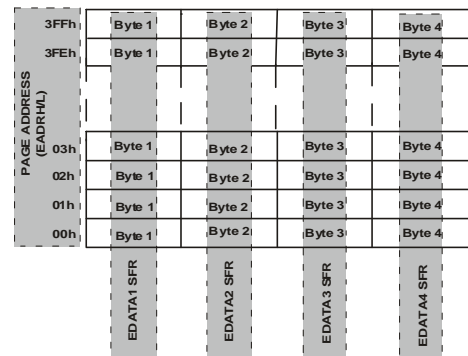 3FFh Byte 1 Byte 2 Byte 3 Byte 4
3FEh Byte 1 Byte 2 Byte 3 Byte 4
PAGE ADDRESS
(EADRH/L)
03h Byte 1 Byte 2 Byte 3 Byte 4
02h Byte 1 Byte 2 Byte 3 Byte 4
01h Byte 1 Byte 2 Byte 3 Byte 4
00h Byte 1 Byte 2 Byte 3 Byte 4
EDATA1 SFR
EDATA2 SFR
EDATA3 SFR
EDATA4 SFR